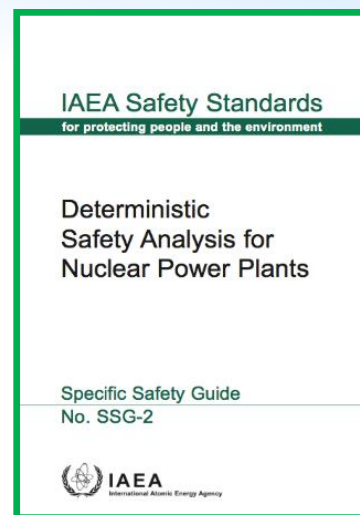 IAEA Safety Standards
for protecting people and the environment
Deterministic
Safety Analysis for
Nuclear Power Plants
Specific Safety Guide
No. SSG-2
IAEA
International Atomic Energy Agency